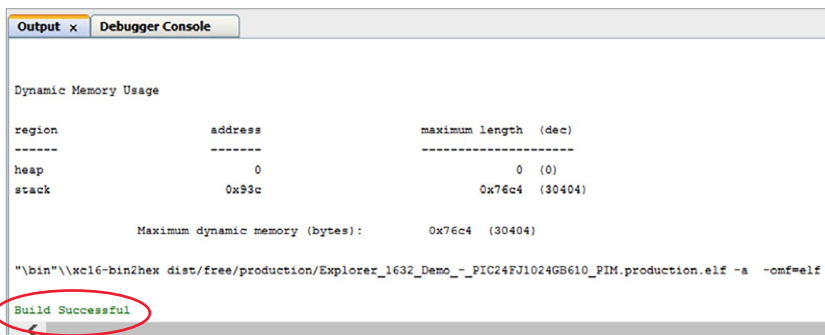 Output x Debugger Console
Dynamic Memory Usage
region address maximum length (dec)
------ ------- ---------------------
heap 0 0 (0)
stack 0x93c 0x76c4 (30404)
Maximum dynamic memory (bytes): 0x76c4 (30404)
"\bin"\\xc16-bin2hex dist/free/production/Explorer_1632_Demo_-_PIC24FJ1024GB610_PIM.production.elf -a -omf=elf
Build Successful